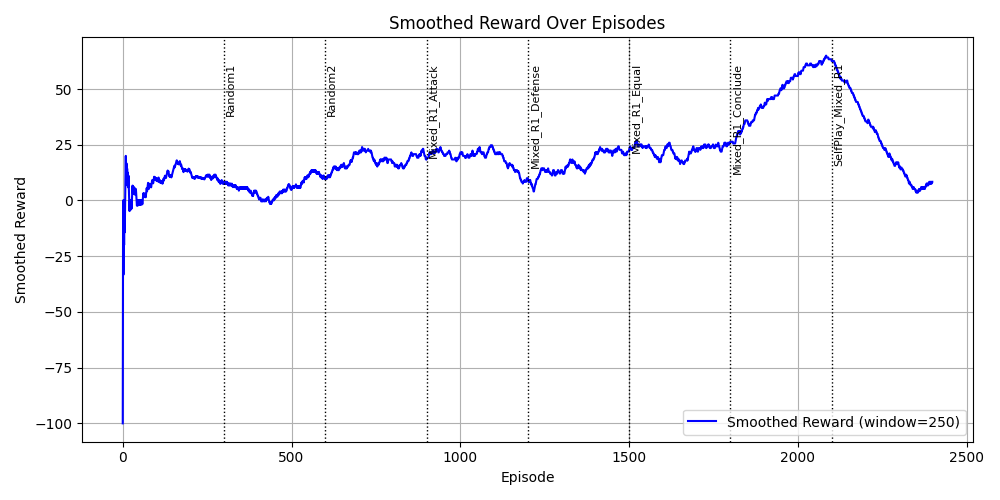 Smoothed Reward Over Episodes
Smoothed Reward
50
25
0
−25
−50
−75
−100
Random1
Random2
Mixed_R1_Attack
Mixed_R1_Defense
Mixed_R1_Equal
Mixed_R1_Conclude
SelfPlay_Mixed_R1
Smoothed Reward (window=250)
0
500
1000
1500
2000
2500
Episode